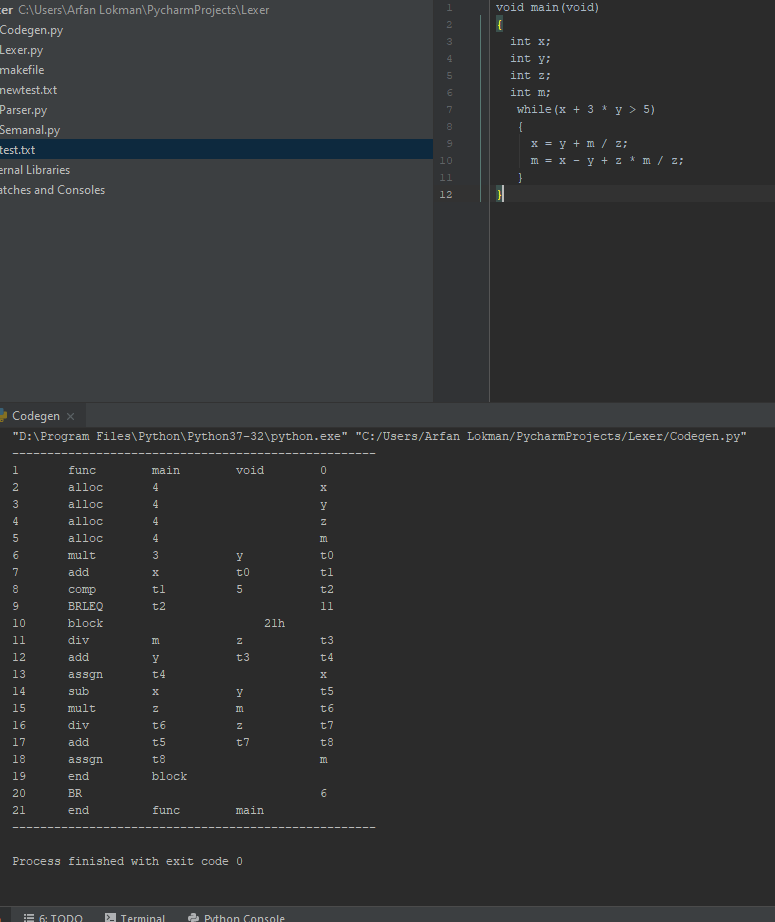 ter C:\Users\Arfan Lokman\PycharmProjects\Lexer
Codegen.py
Lexer.py
makefile
newtest.txt
Parser.py
Semanal.py
test.txt
ernal Libraries
atches and Consoles
1 void main(void)
2 {
3 int x;
4 int y;
5 int z;
6 int m;
7 while(x + 3 * y > 5)
8 {
9 x = y + m / z;
10 m = x - y + z * m / z;
11 }
12 }
Codegen
"D:\Program Files\Python\Python37-32\python.exe" "C:/Users/Arfan Lokman/PycharmProjects/Lexer/Codegen.py"
----------------------------------------------------
1 func main void 0
2 alloc 4 x
3 alloc 4 y
4 alloc 4 z
5 alloc 4 m
6 mult 3 y t0
7 add x t0 t1
8 comp t1 5 t2
9 BRLEQ t2 11
10 block 21h
11 div m z t3
12 add y t3 t4
13 assgn t4 x
14 sub x y t5
15 mult z m t6
16 div t6 z t7
17 add t5 t7 t8
18 assgn t8 m
19 end block
20 BR 6
21 end func main
----------------------------------------------------
Process finished with exit code 0
6: TODO Terminal Python Console